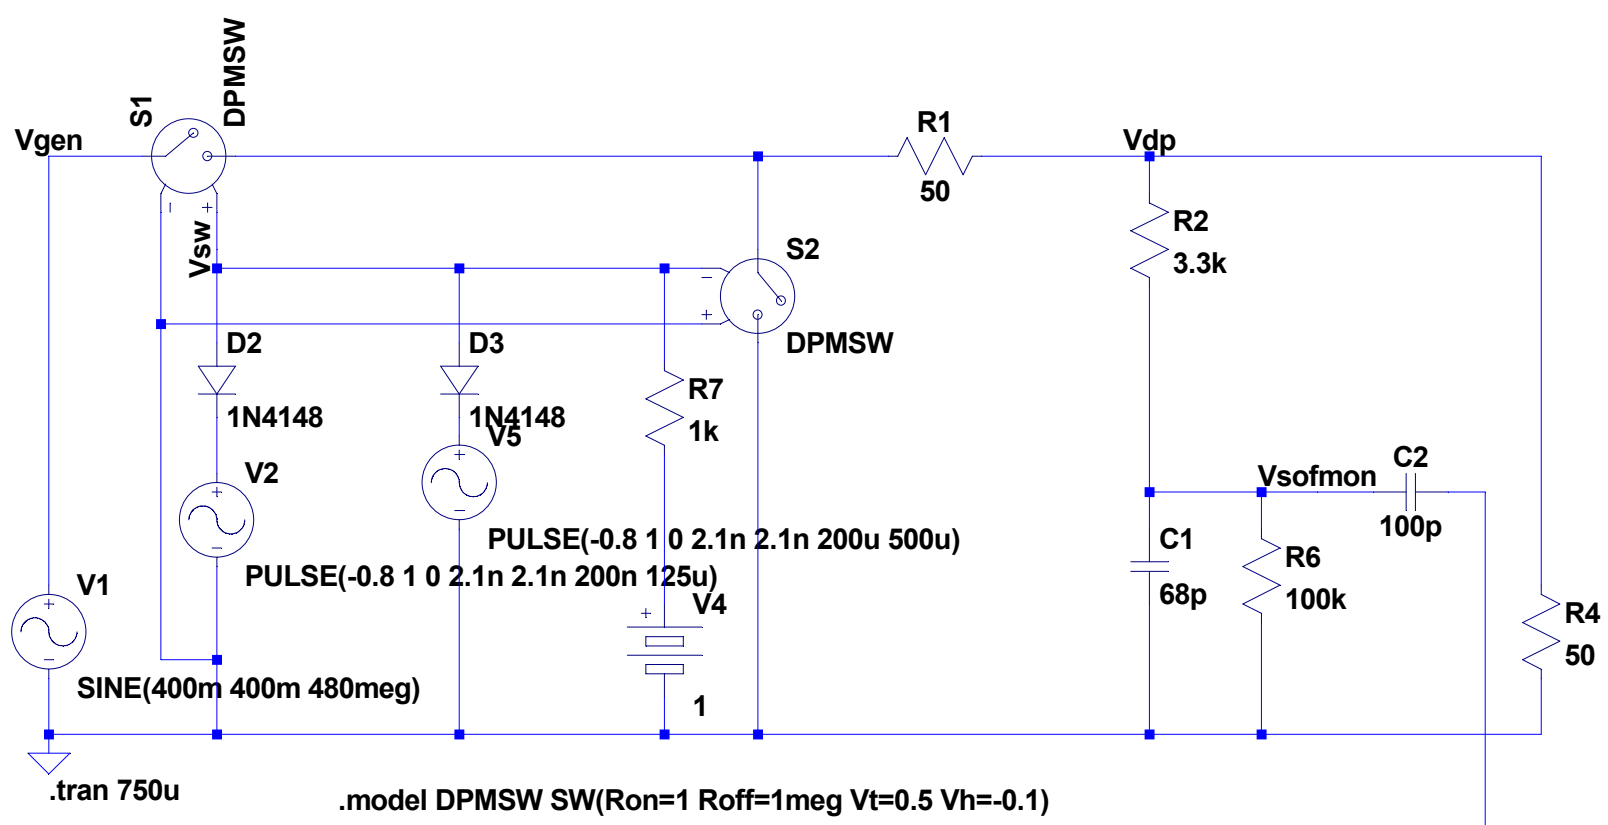 S1
DPMSW
Vgen
R1
50
Vdp
-
+
Vsw
R2
3.3k
S2
-
+
DPMSW
D2
1N4148
D3
1N4148
R7
1k
V5
+
-
PULSE(-0.8 1 0 2.1n 2.1n 200u 500u)
V2
+
-
PULSE(-0.8 1 0 2.1n 2.1n 200n 125u)
Vsofmon
C2
100p
C1
68p
R6
100k
V1
+
-
SINE(400m 400m 480meg)
V4
+
1
R4
50
.tran 750u
.model DPMSW SW(Ron=1 Roff=1meg Vt=0.5 Vh=-0.1)